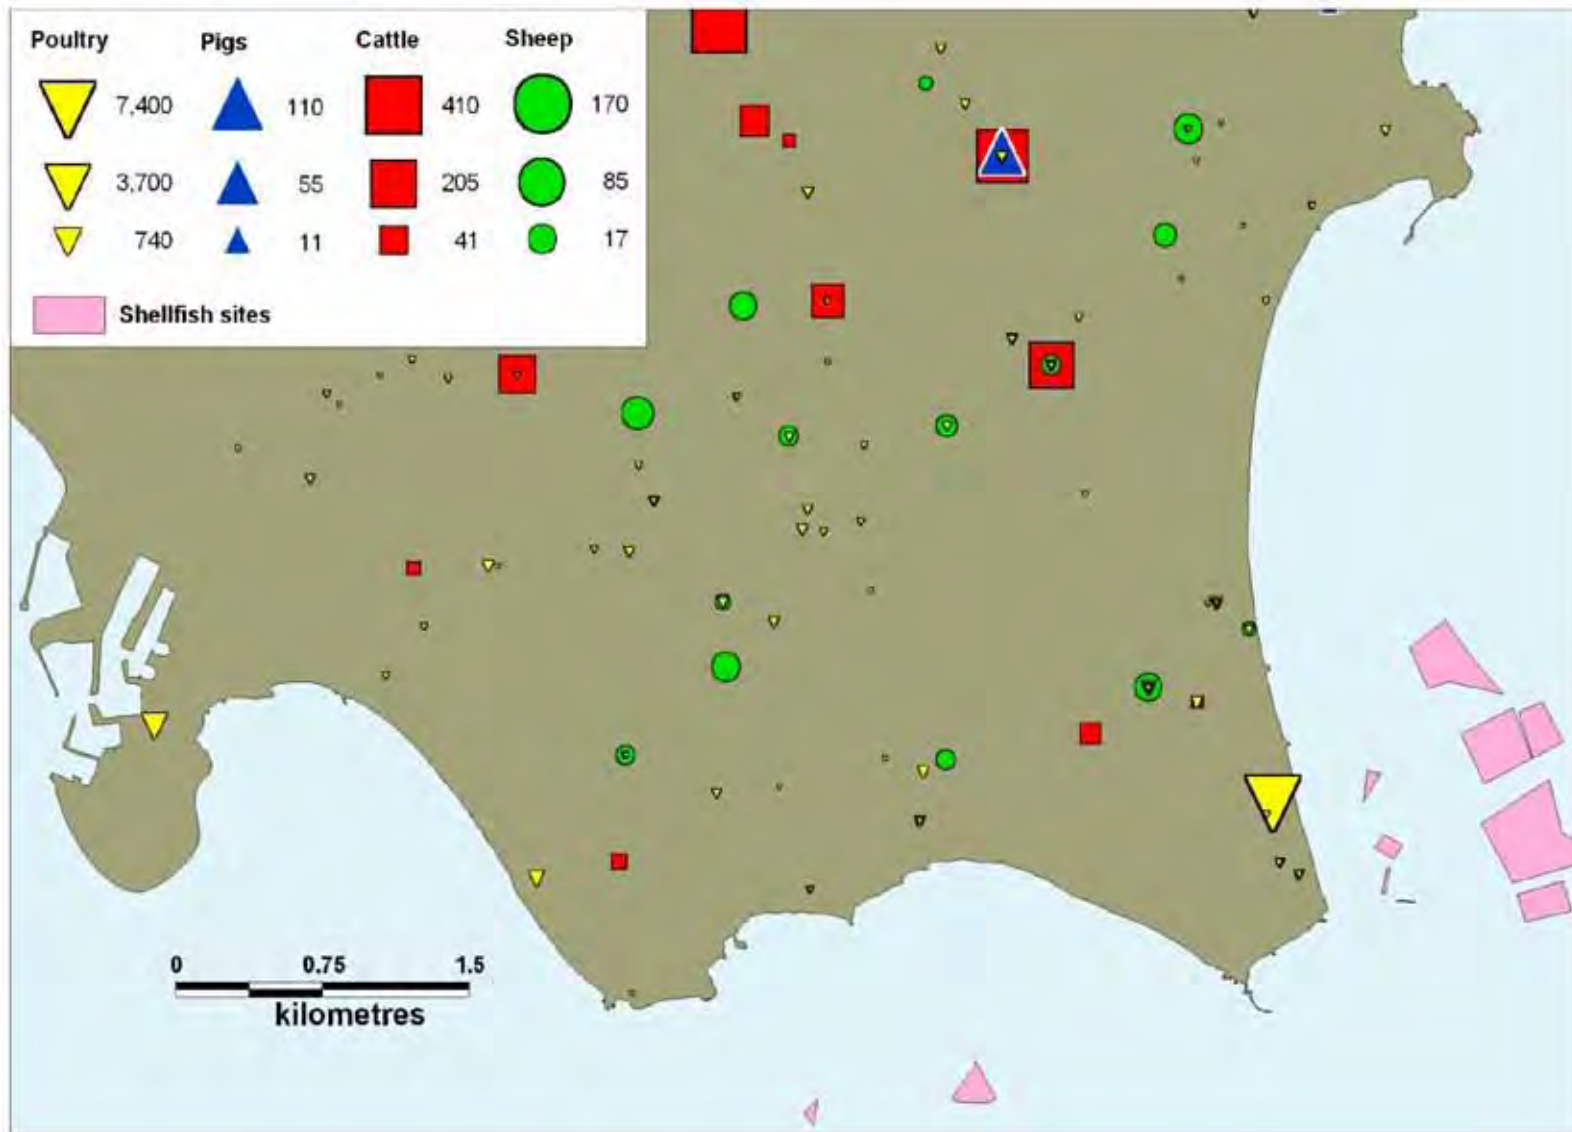 Poultry Pigs Cattle Sheep
7,400 110 410 170
3,700 55 205 85
740 11 41 17
Shellfish sites
0 0.75 1.5
kilometres